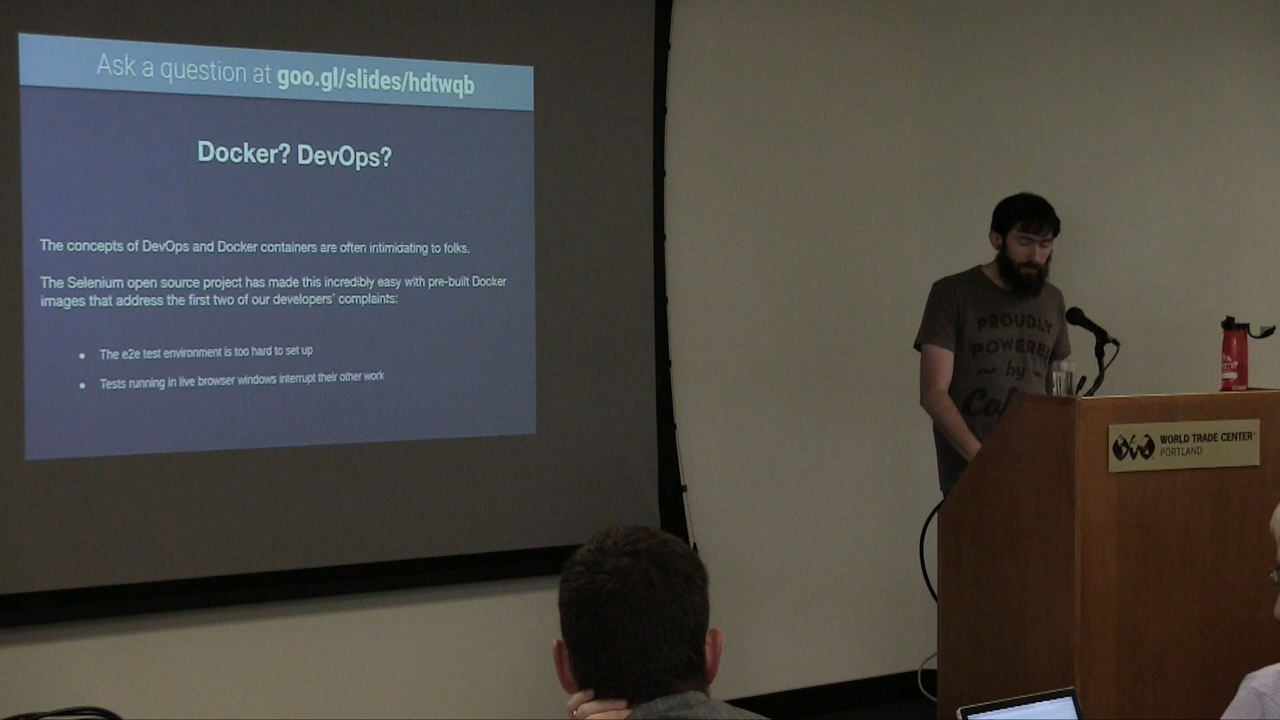 Ask a question at goo.gl/slides/hdtwqb
Docker? DevOps?
The concepts of DevOps and Docker containers are often intimidating to folks.
The Selenium open source project has made this incredibly easy with pre-built Docker
images that address the first two of our developers' complaints:
• The e2e test environment is too hard to set up
• Tests running in live browser windows interrupt their other work
PROUDLY
POWERED
~ by ~
WORLD TRADE CENTER
PORTLAND